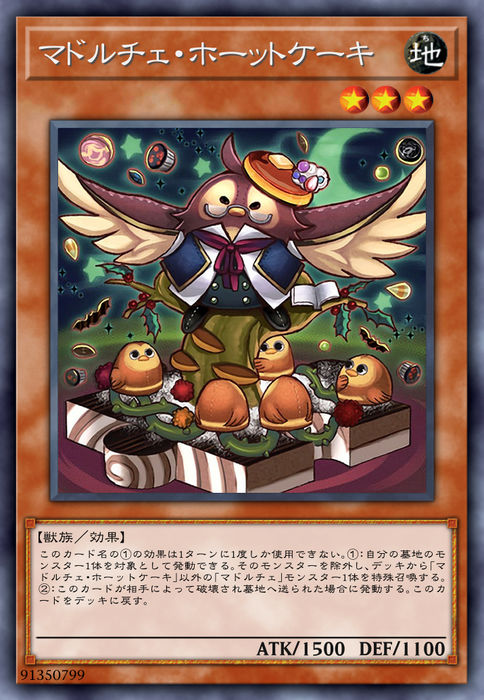 マドルチェ・ホーットケーキ
ち
地
【獣族／効果】
このカード名の①の効果は1ターンに1度しか使用できない。①：自分の墓地のモ
ンスター1体を対象として発動できる。そのモンスターを除外し、デッキから「マ
ドルチェ・ホーットケーキ」以外の「マドルチェ」モンスター1体を特殊召喚する。
②：このカードが相手によって破壊され墓地へ送られた場合に発動する。このカ
ードをデッキに戻す。
ATK/1500 DEF/1100
91350799